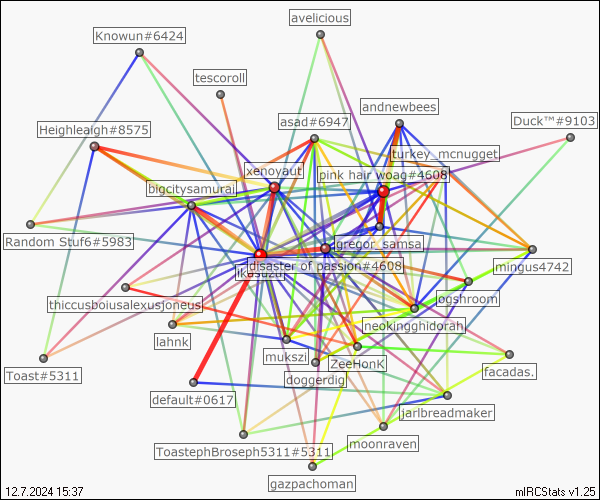 avelicious
Knowun#6424
tescoroll
andnewbees
asad#6947
Duck™#9103
Heighleaigh#8575
turkey_mcnugget
xenovaut
pink hair woag#4608
bigcitysamurai
Random Stuf6#5983
gregor_samsa
disaster of passion#4608
mingus4742
thiccusboiusalexusjoneus
ogshroom
neokingghidorah
lahnk
mukszi
ZeeHonK
Toast#5311
doggerdig
facadas.
default#0617
jarlbreadmaker
moonraven
ToastephBroseph5311#5311
gazpachoman
12.7.2024 15:37
mIRCStats v1.25